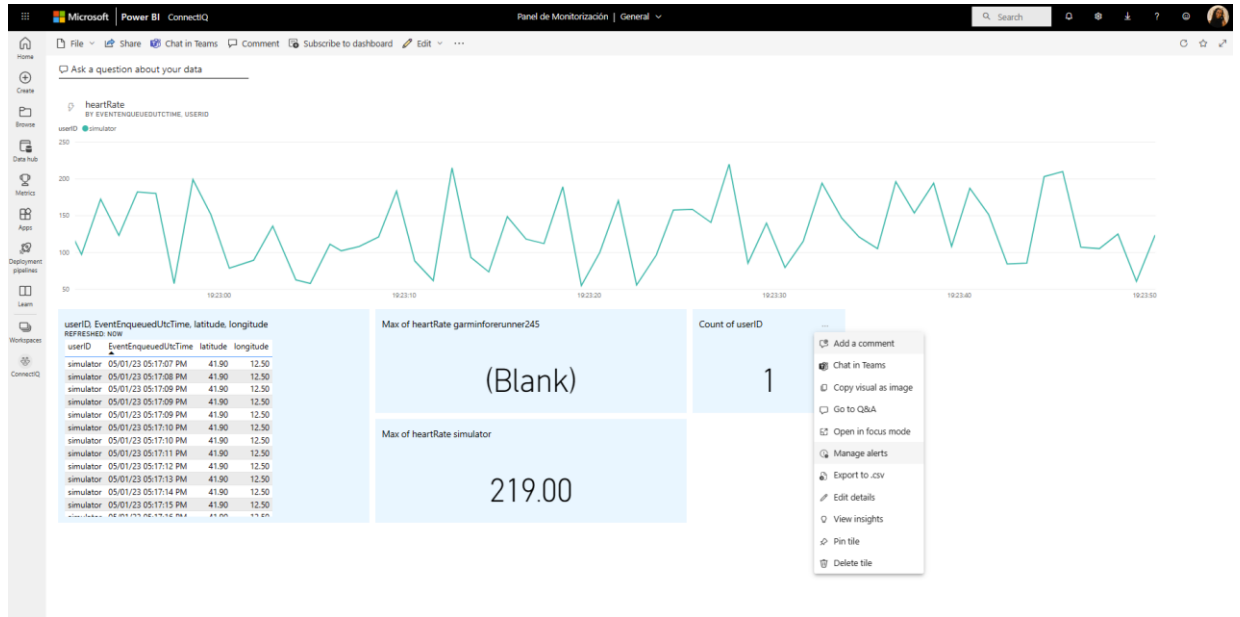 Microsoft Power BI ConnectIQ
Panel de Monitorización | General
Search
File Share Chat in Teams Comment Subscribe to dashboard Edit ...
Home
Create
Browse
Data hub
Metrics
Apps
Deployment
pipelines
Learn
Workspaces
ConnectIQ
Ask a question about your data
heartRate
BY EVENTENQUEUEDUTCTIME, USERID
userID simulator
250
200
150
100
50
19:23:00 19:23:10 19:23:20 19:23:30 19:23:40 19:23:50
userID, EventEnqueuedUtcTime, latitude, longitude
REFRESHED: NOW
userID EventEnqueuedUtcTime latitude longitude
simulator 05/01/23 05:17:07 PM 41.90 12.50
simulator 05/01/23 05:17:08 PM 41.90 12.50
simulator 05/01/23 05:17:09 PM 41.90 12.50
simulator 05/01/23 05:17:09 PM 41.90 12.50
simulator 05/01/23 05:17:09 PM 41.90 12.50
simulator 05/01/23 05:17:10 PM 41.90 12.50
simulator 05/01/23 05:17:10 PM 41.90 12.50
simulator 05/01/23 05:17:11 PM 41.90 12.50
simulator 05/01/23 05:17:12 PM 41.90 12.50
simulator 05/01/23 05:17:13 PM 41.90 12.50
simulator 05/01/23 05:17:14 PM 41.90 12.50
simulator 05/01/23 05:17:15 PM 41.90 12.50
Max of heartRate garminforerunner245
(Blank)
Max of heartRate simulator
219.00
Count of userID
1
Add a comment
Chat in Teams
Copy visual as image
Go to Q&A
Open in focus mode
Manage alerts
Export to .csv
Edit details
View insights
Pin tile
Delete tile